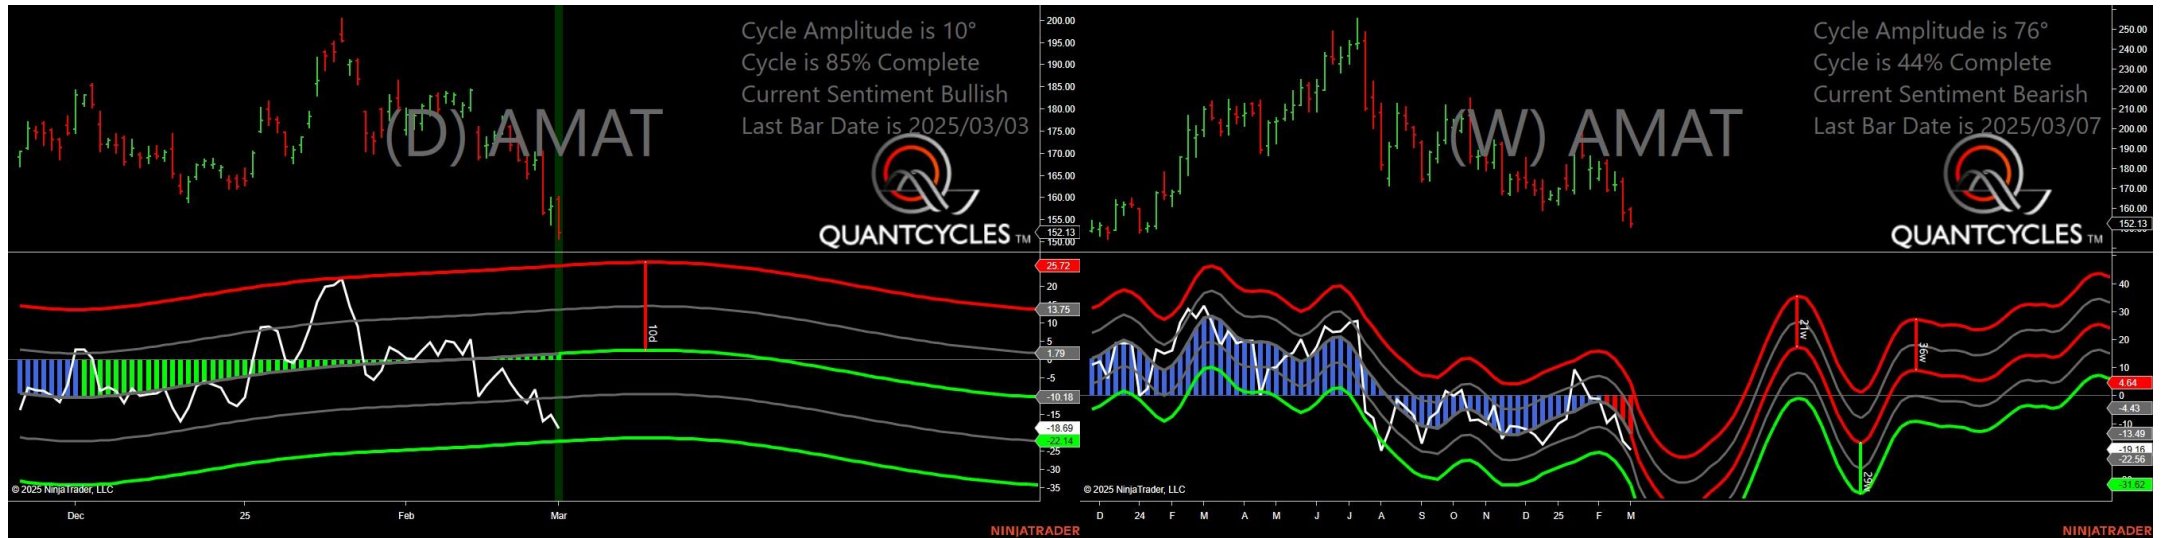 Cycle Amplitude is 10°
Cycle is 85% Complete
Current Sentiment Bullish
Last Bar Date is 2025/03/03
(D) AMAT
QUANTCYCLES TM
200.00
195.00
190.00
185.00
180.00
175.00
170.00
165.00
160.00
155.00
152.13
150.00
25.72
20
13.75
10
5
1.79
-5
-10.18
-15
-18.69
-22.14
-25
-30
-35
10d
© 2025 NinjaTrader, LLC
Dec
25
Feb
Mar
NINJATRADER
Cycle Amplitude is 76°
Cycle is 44% Complete
Current Sentiment Bearish
Last Bar Date is 2025/03/07
(W) AMAT
QUANTCYCLES TM
250.00
240.00
230.00
220.00
210.00
200.00
190.00
180.00
170.00
160.00
152.13
40
30
20
10
4.64
0
-4.43
-10
-13.49
-19.16
-22.56
-31.62
21w
36w
29w
© 2025 NinjaTrader, LLC
D
24
F
M
A
M
J
J
A
S
O
N
D
25
F
M
NINJATRADER